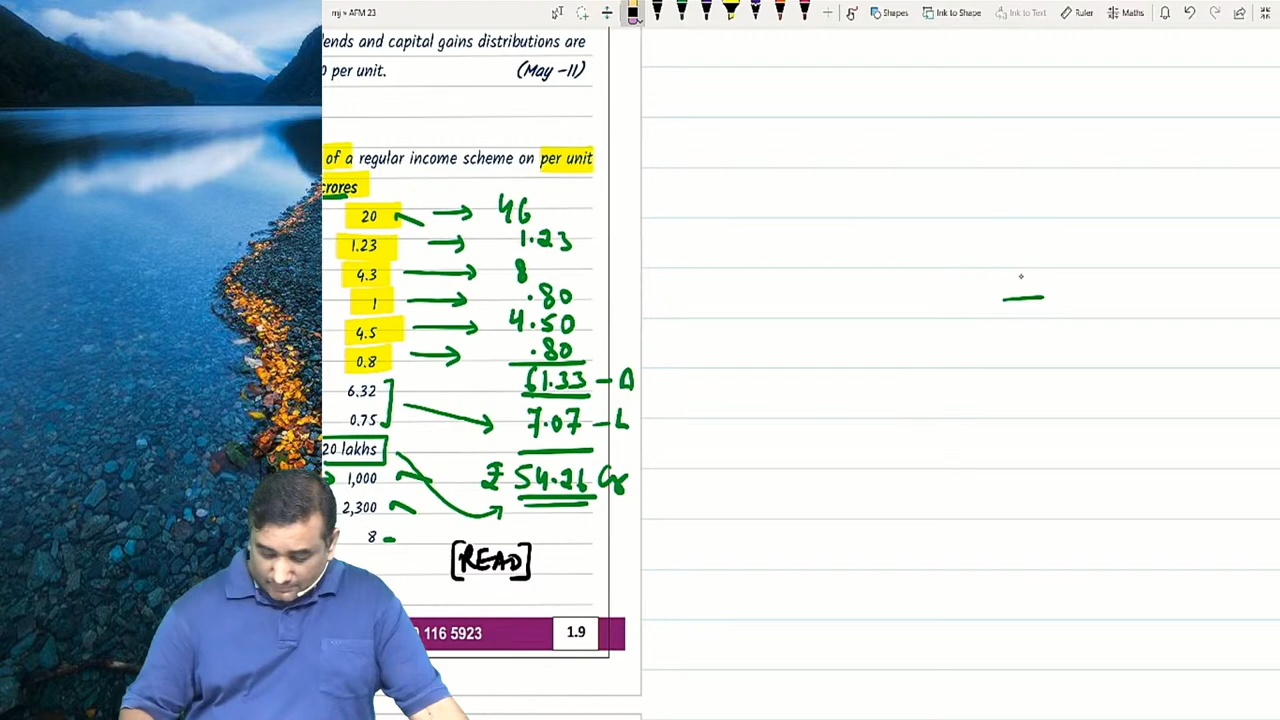 mj » AFM 23
Shapes
Ink to Shape
Ink to Text
Ruler
Maths
ends and capital gains distributions are
0 per unit. (May -11)
of a regular income scheme on per unit
crores
20 → 46
1.23 → 1.23
4.3 → 8
1 → .80
4.5 → 4.50
0.8 → .80
61.33 - A
6.32
0.75 → 7.07 - L
20 lakhs
1,000 ₹ 54.26 Cr
2,300
8
[READ]
116 5923 1.9